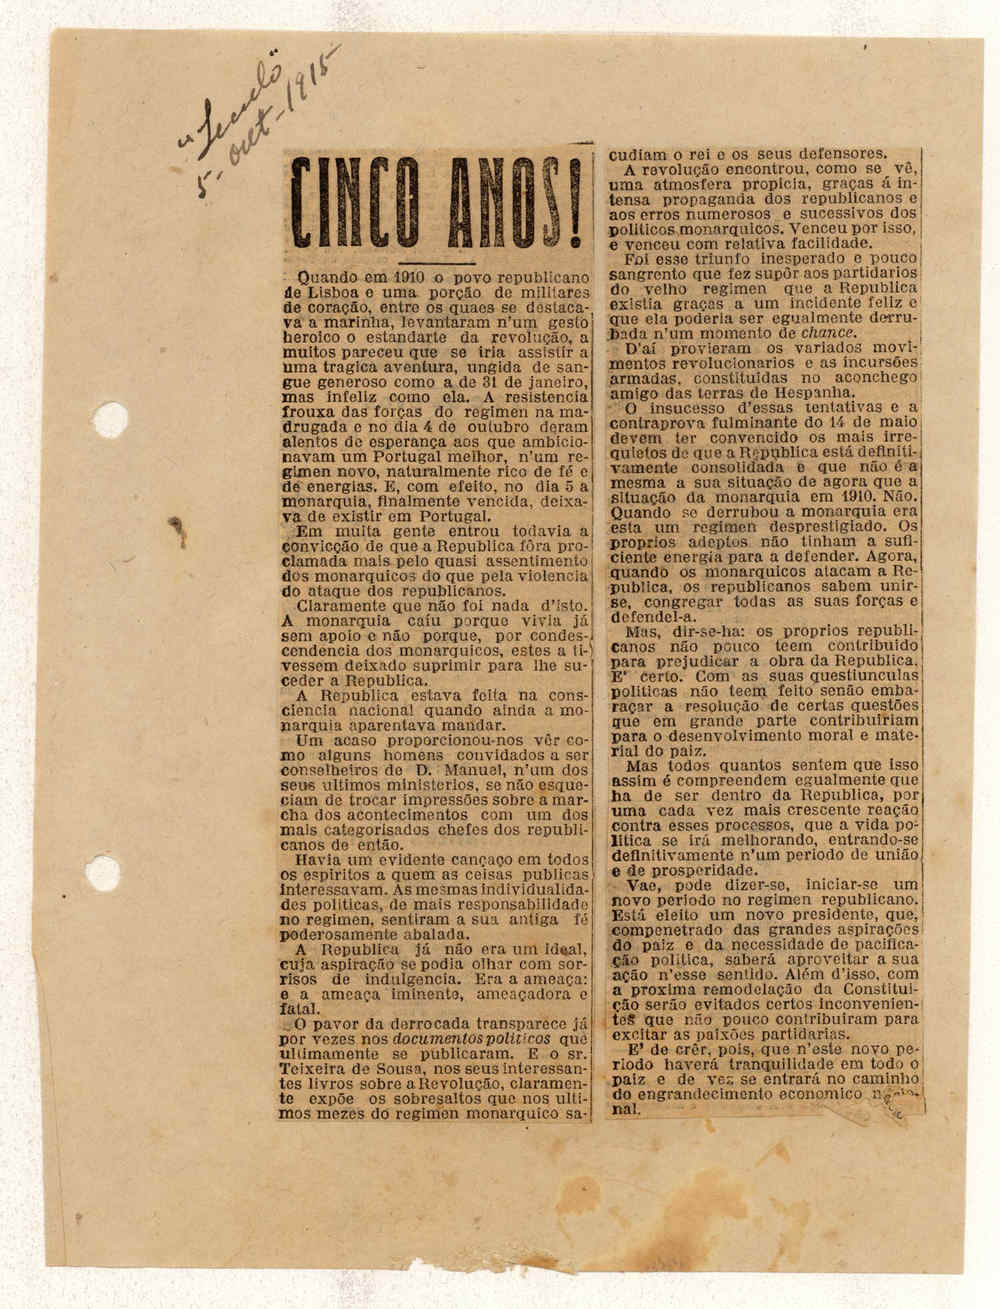 "Seculo"
5-out-1915
CINCO ANOS!
Quando em 1910 o povo republicano
de Lisboa e uma porção de militares
de coração, entre os quaes se destaca-
va a marinha, levantaram n'um gesto
heroico o estandarte da revolução, a
muitos pareceu que se iria assistir a
uma tragica aventura, ungida de san-
gue generoso como a de 31 de janeiro,
mas infeliz como ela. A resistencia
frouxa das forças do regimen na ma-
drugada e no dia 4 de outubro deram
alentos de esperança aos que ambicio-
navam um Portugal melhor, n'um re-
gimen novo, naturalmente rico de fé e
de energias. E, com efeito, no dia 5 a
monarquia, finalmente vencida, deixa-
va de existir em Portugal.
Em muita gente entrou todavia a
convicção de que a Republica fôra pro-
clamada mais pelo quasi assentimento
dos monarquicos do que pela violencia
do ataque dos republicanos.
Claramente que não foi nada d'isto.
A monarquia caíu porque vivia já
sem apoio e não porque, por condes-
cendencia dos monarquicos, estes a ti-
vessem deixado suprimir para lhe su-
ceder a Republica.
A Republica estava feita na cons-
ciencia nacional quando ainda a mo-
narquia aparentava mandar.
Um acaso proporcionou-nos vêr co-
mo alguns homens convidados a ser
conselheiros de D. Manuel, n'um dos
seus ultimos ministerios, se não esque-
ciam de trocar impressões sobre a mar-
cha dos acontecimentos com um dos
mais categorisados chefes dos republi-
canos de então.
Havia um evidente cançaço em todos
os espiritos a quem as ceisas publicas
interessavam. As mesmas individualida-
des politicas, de mais responsabilidade
no regimen, sentiram a sua antiga fé
poderosamente abalada.
A Republica já não era um ideal,
cuja aspiração se podia olhar com sor-
risos de indulgencia. Era a ameaça:
e a ameaça iminente, ameaçadora e
fatal.
O pavor da derrocada transparece já
por vezes nos documentos politicos que
ultimamente se publicaram. E o sr.
Teixeira de Sousa, nos seus interessan-
tes livros sobre a Revolução, claramen-
te expõe os sobresaltos que nos ulti-
mos mezes do regimen monarquico sa-
cudiam o rei e os seus defensores.
A revolução encontrou, como se vê,
uma atmosfera propicia, graças á in-
tensa propaganda dos republicanos e
aos erros numerosos e sucessivos dos
politicos monarquicos. Venceu por isso,
e venceu com relativa facilidade.
Foi esse triunfo inesperado e pouco
sangrento que fez supôr aos partidarios
do velho regimen que a Republica
existia graças a um incidente feliz e
que ela poderia ser egualmente derru-
bada n'um momento de chance.
D'aí provieram os variados movi-
mentos revolucionarios e as incursões
armadas, constituidas no aconchego
amigo das terras de Hespanha.
O insucesso d'essas tentativas e a
contraprova fulminante do 14 de maio
devem ter convencido os mais irre-
quietos de que a Republica está definiti-
vamente consolidada e que não é a
mesma a sua situação de agora que a
situação da monarquia em 1910. Não.
Quando se derrubou a monarquia era
esta um regimen desprestigiado. Os
proprios adeptos não tinham a sufi-
ciente energia para a defender. Agora,
quando os monarquicos atacam a Re-
publica, os republicanos sabem unir-
se, congregar todas as suas forças e
defendel-a.
Mas, dir-se-ha: os proprios republi-
canos não pouco teem contribuido
para prejudicar a obra da Republica.
E' certo. Com as suas questiunculas
politicas não teem feito senão emba-
raçar a resolução de certas questões
que em grande parte contribuiriam
para o desenvolvimento moral e mate-
rial do paiz.
Mas todos quantos sentem que isso
assim é compreendem egualmente que
ha de ser dentro da Republica, por
uma cada vez mais crescente reação
contra esses processos, que a vida po-
litica se irá melhorando, entrando-se
definitivamente n'um periodo de união
e de prosperidade.
Vae, pode dizer-se, iniciar-se um
novo periodo no regimen republicano.
Está eleito um novo presidente, que,
compenetrado das grandes aspirações
do paiz e da necessidade de pacifica-
ção politica, saberá aproveitar a sua
ação n'esse sentido. Além d'isso, com
a proxima remodelação da Constitui-
ção serão evitados certos inconvenien-
tes que não pouco contribuiram para
excitar as paixões partidarias.
E' de crêr, pois, que n'este novo pe-
riodo haverá tranquilidade em todo o
paiz e de vez se entrará no caminho
do engrandecimento economico
nal.